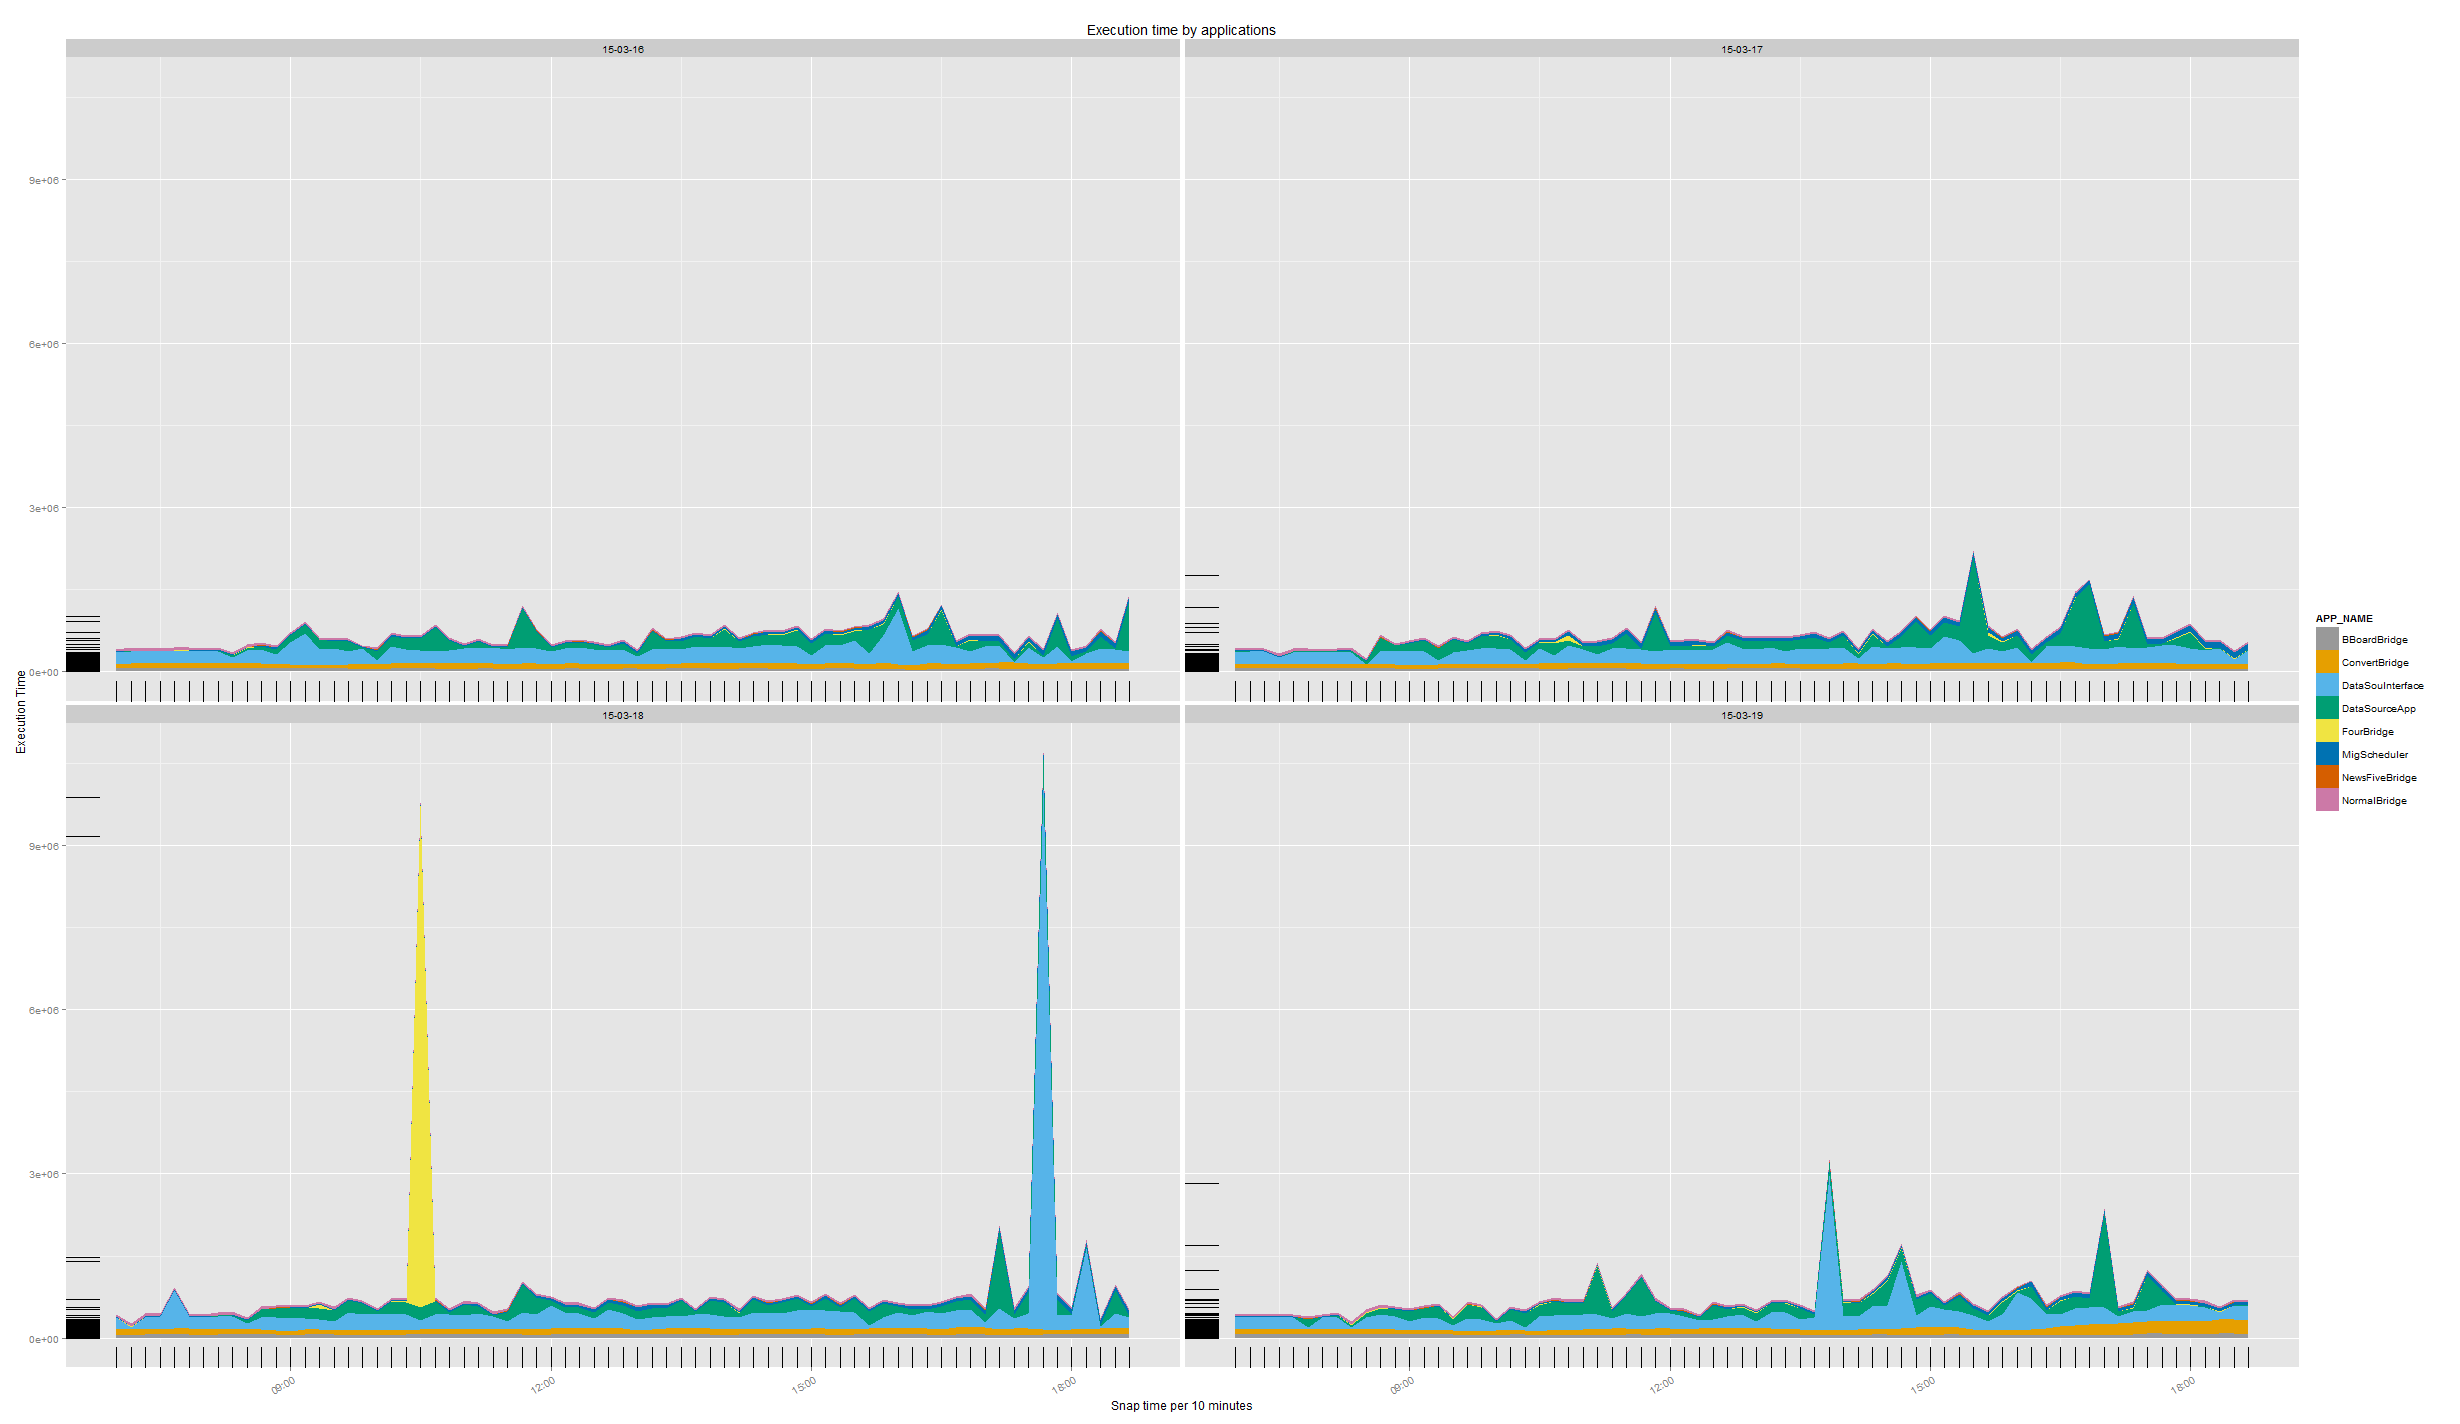 Execution time by applications
15-03-16
15-03-17
9e+06
6e+06
3e+06
0e+00
15-03-18
15-03-19
9e+06
6e+06
3e+06
0e+00
Execution Time
09:00
12:00
15:00
18:00
09:00
12:00
15:00
18:00
Snap time per 10 minutes
APP_NAME
BBoardBridge
ConvertBridge
DataSouInterface
DataSourceApp
FourBridge
MigScheduler
NewsFiveBridge
NormalBridge